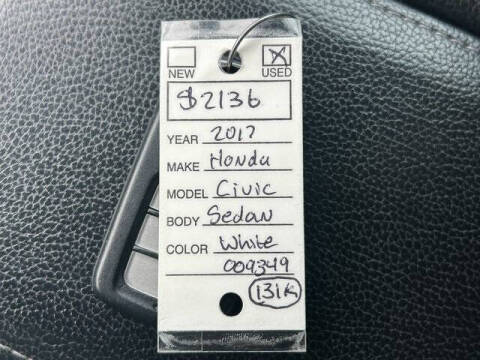 NEW USED
$2136
YEAR 2017
MAKE Honda
MODEL Civic
BODY Sedan
COLOR White
009349
131K